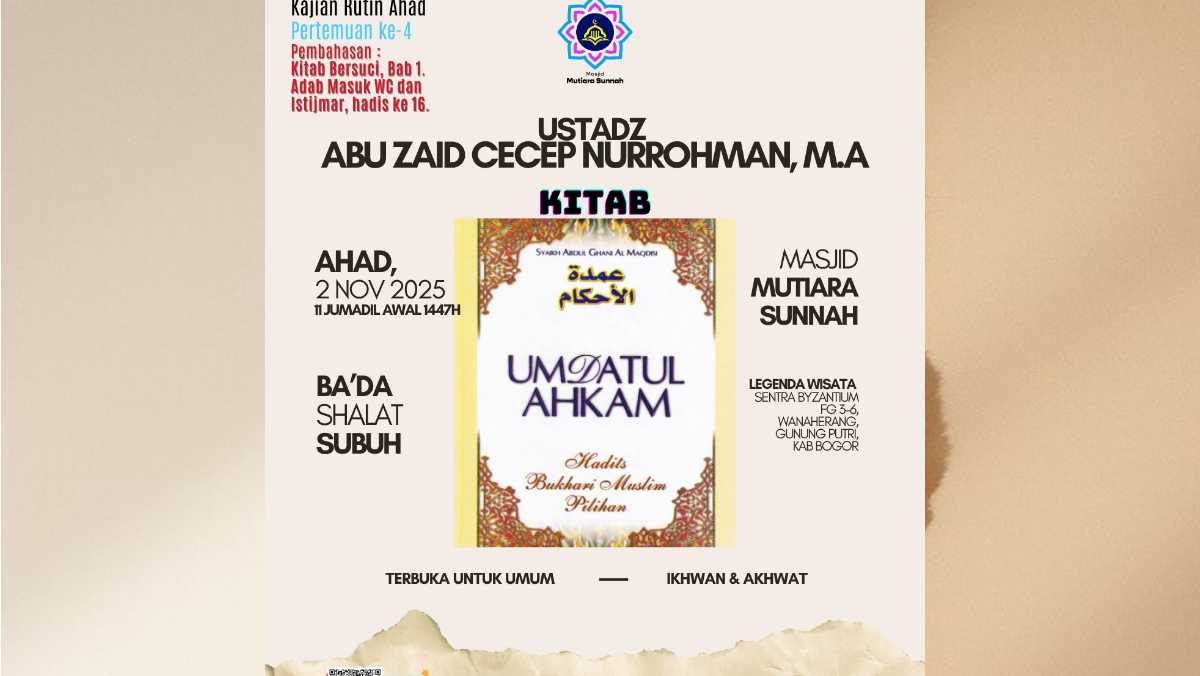 Kajian Rutin Ahad
Pertemuan ke-4
Pembahasan :
Kitab Bersuci, Bab 1.
Adab Masuk WC dan
Istijmar, hadis ke 16.
Masjid
Mutiara Sunnah
USTADZ
ABU ZAID CECEP NURROHMAN, M.A
KITAB
AHAD,
2 NOV 2025
11 JUMADIL AWAL 1447H
BA'DA
SHALAT
SUBUH
SYAIKH ABDUL GHANI AL MAQDISI
عمدة
الأحكام
UMDATUL
AHKAM
Hadits
Bukhari Muslim
Pilihan
MASJID
MUTIARA
SUNNAH
LEGENDA WISATA
SENTRA BYZANTIUM
FG 3-6,
WANAHERANG,
GUNUNG PUTRI,
KAB BOGOR
TERBUKA UNTUK UMUM — IKHWAN & AKHWAT